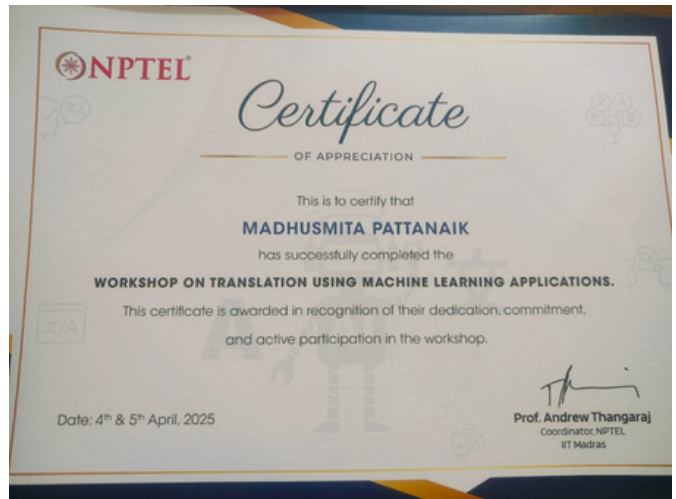 NPTEL®
Certificate
OF APPRECIATION
This is to certify that
MADHUSMITA PATTANAIK
has successfully completed the
WORKSHOP ON TRANSLATION USING MACHINE LEARNING APPLICATIONS.
This certificate is awarded in recognition of their dedication, commitment,
and active participation in the workshop.
Date: 4th & 5th April, 2025
Prof. Andrew Thangaraj
Coordinator, NPTEL
IIT Madras